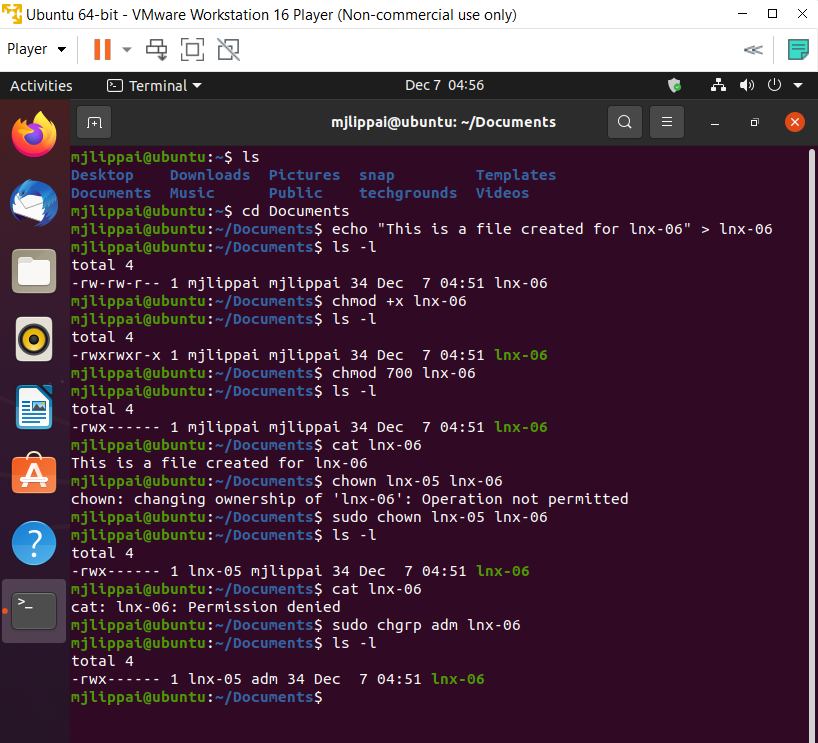 Ubuntu 64-bit - VMware Workstation 16 Player (Non-commercial use only)
Player
Activities Terminal Dec 7 04:56
mjlippai@ubuntu: ~/Documents
mjlippai@ubuntu:~$ ls
Desktop Downloads Pictures snap Templates
Documents Music Public techgrounds Videos
mjlippai@ubuntu:~$ cd Documents
mjlippai@ubuntu:~/Documents$ echo "This is a file created for lnx-06" > lnx-06
mjlippai@ubuntu:~/Documents$ ls -l
total 4
-rw-rw-r-- 1 mjlippai mjlippai 34 Dec  7 04:51 lnx-06
mjlippai@ubuntu:~/Documents$ chmod +x lnx-06
mjlippai@ubuntu:~/Documents$ ls -l
total 4
-rwxrwxr-x 1 mjlippai mjlippai 34 Dec  7 04:51 lnx-06
mjlippai@ubuntu:~/Documents$ chmod 700 lnx-06
mjlippai@ubuntu:~/Documents$ ls -l
total 4
-rwx------ 1 mjlippai mjlippai 34 Dec  7 04:51 lnx-06
mjlippai@ubuntu:~/Documents$ cat lnx-06
This is a file created for lnx-06
mjlippai@ubuntu:~/Documents$ chown lnx-05 lnx-06
chown: changing ownership of 'lnx-06': Operation not permitted
mjlippai@ubuntu:~/Documents$ sudo chown lnx-05 lnx-06
mjlippai@ubuntu:~/Documents$ ls -l
total 4
-rwx------ 1 lnx-05 mjlippai 34 Dec  7 04:51 lnx-06
mjlippai@ubuntu:~/Documents$ cat lnx-06
cat: lnx-06: Permission denied
mjlippai@ubuntu:~/Documents$ sudo chgrp adm lnx-06
mjlippai@ubuntu:~/Documents$ ls -l
total 4
-rwx------ 1 lnx-05 adm 34 Dec  7 04:51 lnx-06
mjlippai@ubuntu:~/Documents$